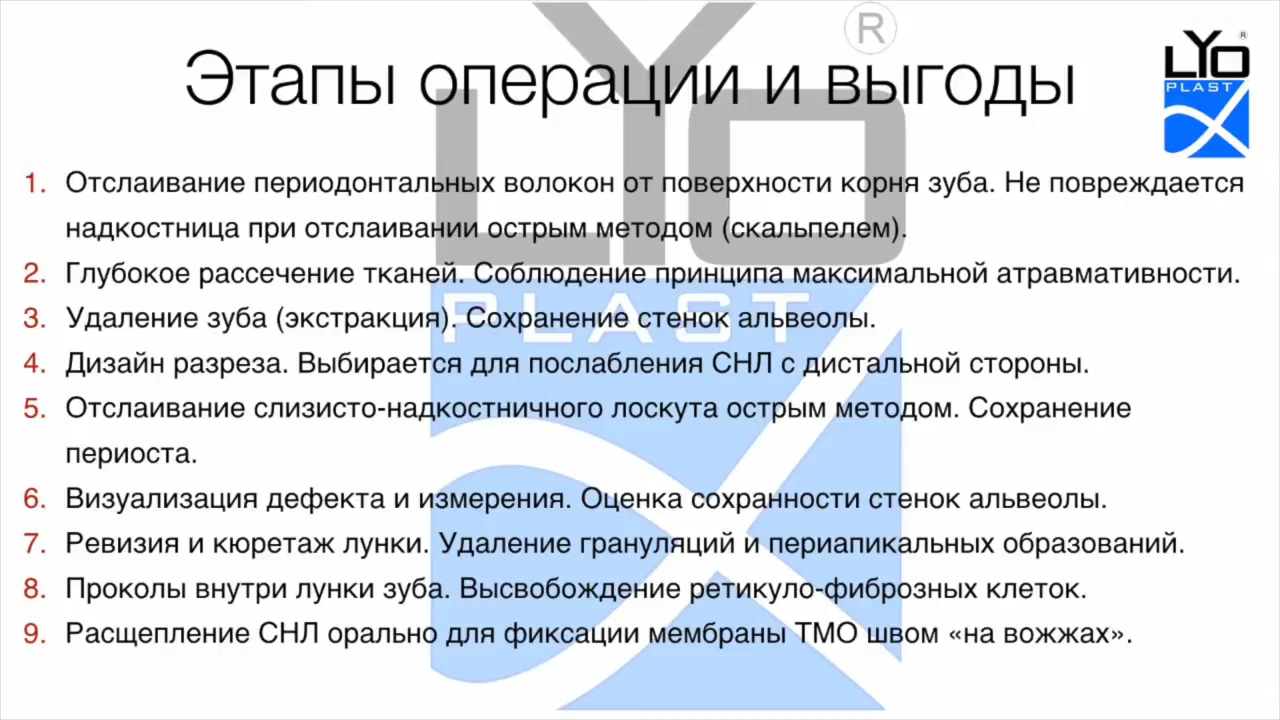 Этапы операции и выгоды
LYO
PLAST
®
1. Отслаивание периодонтальных волокон от поверхности корня зуба. Не повреждается
надкостница при отслаивании острым методом (скальпелем).
2. Глубокое рассечение тканей. Соблюдение принципа максимальной атравмативности.
3. Удаление зуба (экстракция). Сохранение стенок альвеолы.
4. Дизайн разреза. Выбирается для послабления СНЛ с дистальной стороны.
5. Отслаивание слизисто-надкостничного лоскута острым методом. Сохранение
периоста.
6. Визуализация дефекта и измерения. Оценка сохранности стенок альвеолы.
7. Ревизия и кюретаж лунки. Удаление грануляций и периапикальных образований.
8. Проколы внутри лунки зуба. Высвобождение ретикуло-фиброзных клеток.
9. Расщепление СНЛ орально для фиксации мембраны ТМО швом «на вожжах».
LYO
PLAST
®